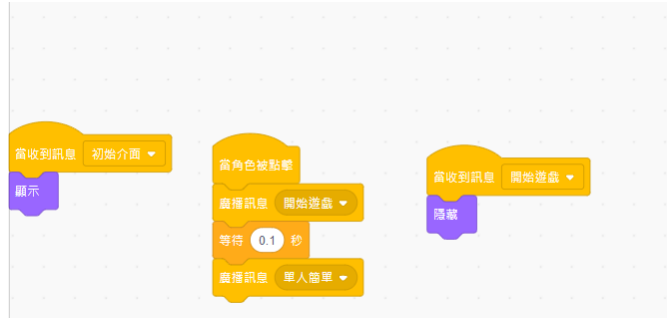 當收到訊息 初始介面
顯示
當角色被點擊
廣播訊息 開始遊戲
等待 0.1 秒
廣播訊息 單人簡單
當收到訊息 開始遊戲
隱藏